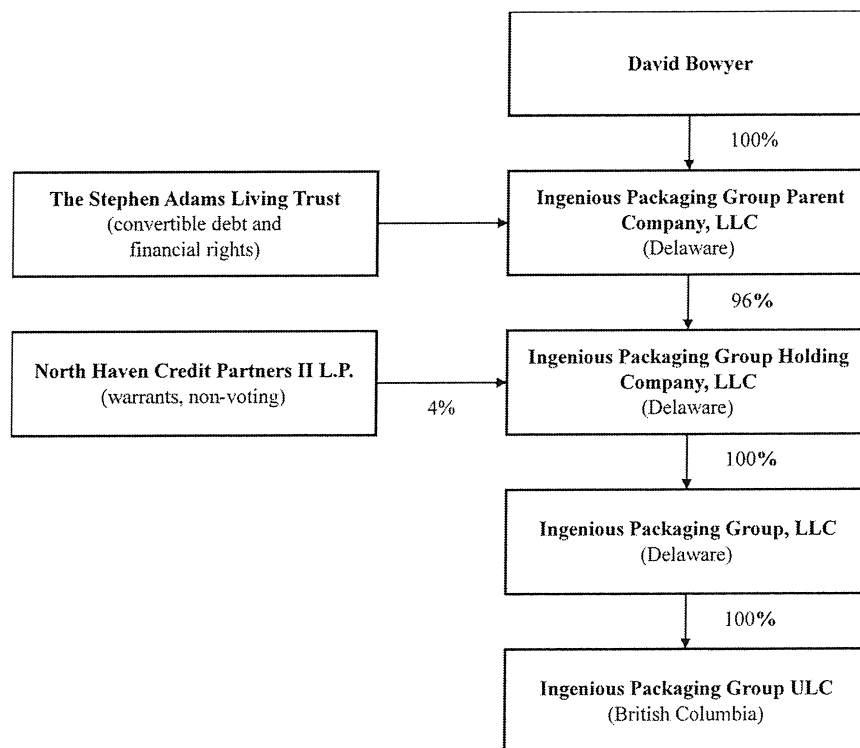 David Bowyer
100%
The Stephen Adams Living Trust
(convertible debt and
financial rights)
Ingenious Packaging Group Parent
Company, LLC
(Delaware)
96%
North Haven Credit Partners II L.P.
(warrants, non-voting)
4%
Ingenious Packaging Group Holding
Company, LLC
(Delaware)
100%
Ingenious Packaging Group, LLC
(Delaware)
100%
Ingenious Packaging Group ULC
(British Columbia)